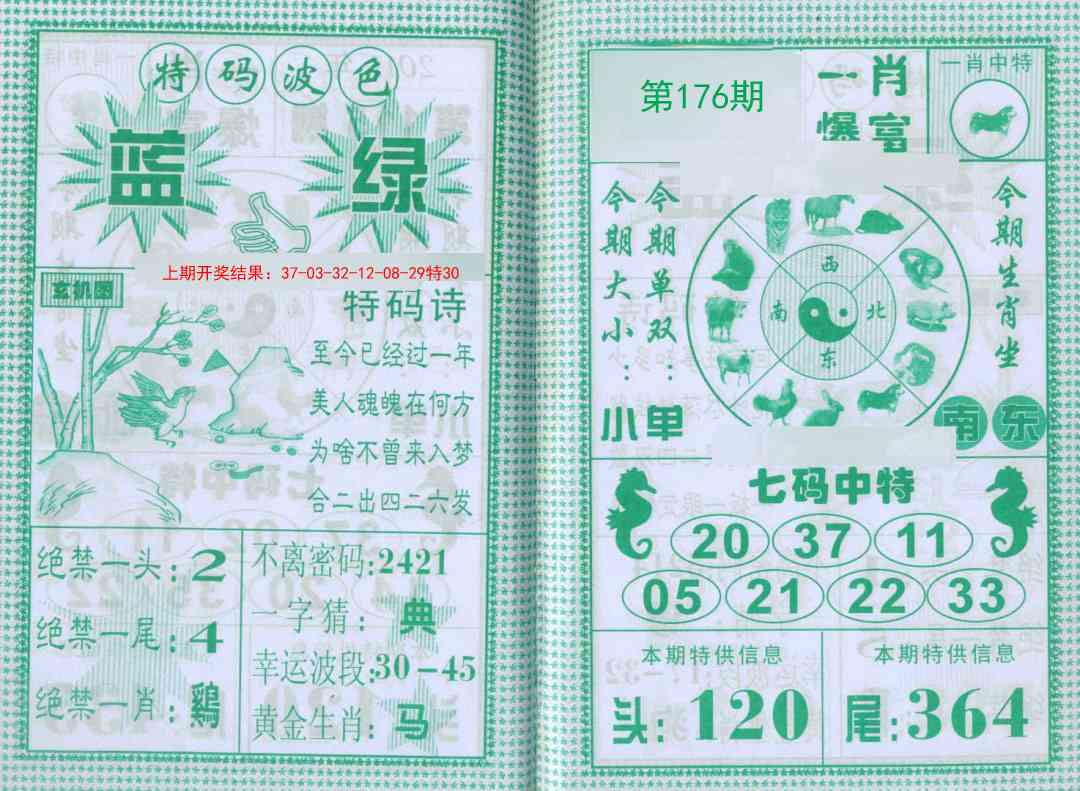 特码波色
蓝 绿
上期开奖结果：37-03-32-12-08-29特30
玄机图
特码诗
至今已经过一年
美人魂魄在何方
为啥不曾来入梦
合二出四二六发
绝禁一头：2
绝禁一尾：4
绝禁一肖：鷄
不离密码:2421
一字猜：典
幸运波段:30-45
黄金生肖：马
第176期
一肖
爆富
一肖中特
今期大小：小
今期单双：单
西
南 北
东
今期生肖坐
南东
七码中特
20 37 11
05 21 22 33
本期特供信息
头:120
本期特供信息
尾:364